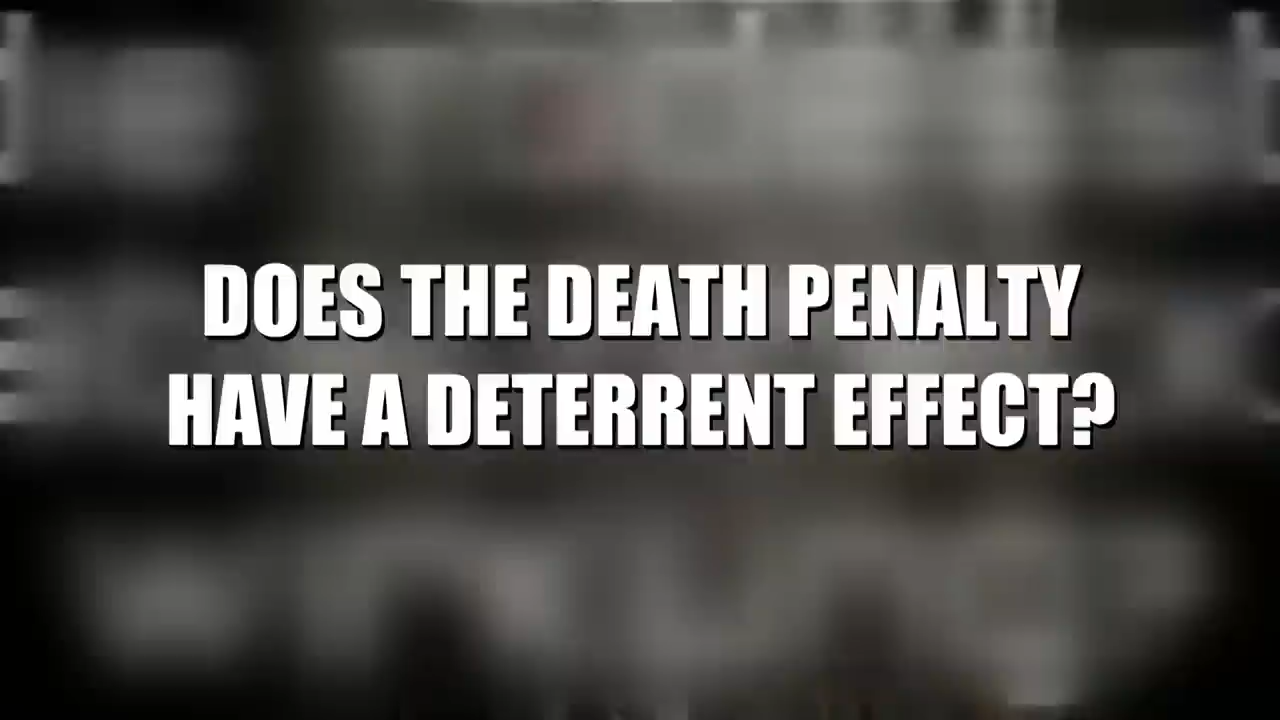 DOES THE DEATH PENALTY
HAVE A DETERRENT EFFECT?